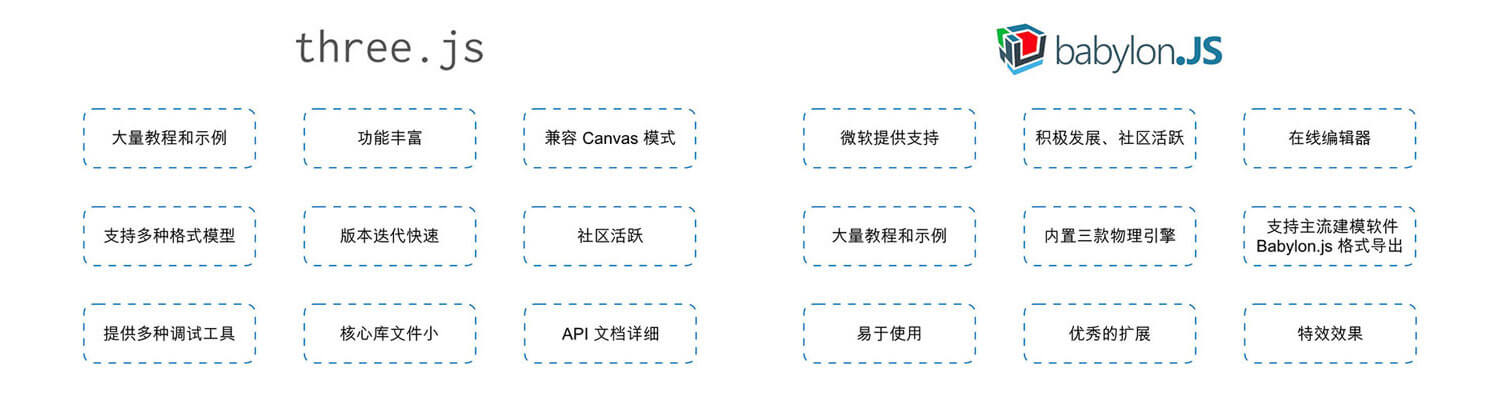 three.js
大量教程和示例
功能丰富
兼容 Canvas 模式
支持多种格式模型
版本迭代快速
社区活跃
提供多种调试工具
核心库文件小
API 文档详细
babylon.JS
微软提供支持
积极发展、社区活跃
在线编辑器
大量教程和示例
内置三款物理引擎
支持主流建模软件
Babylon.js 格式导出
易于使用
优秀的扩展
特效效果